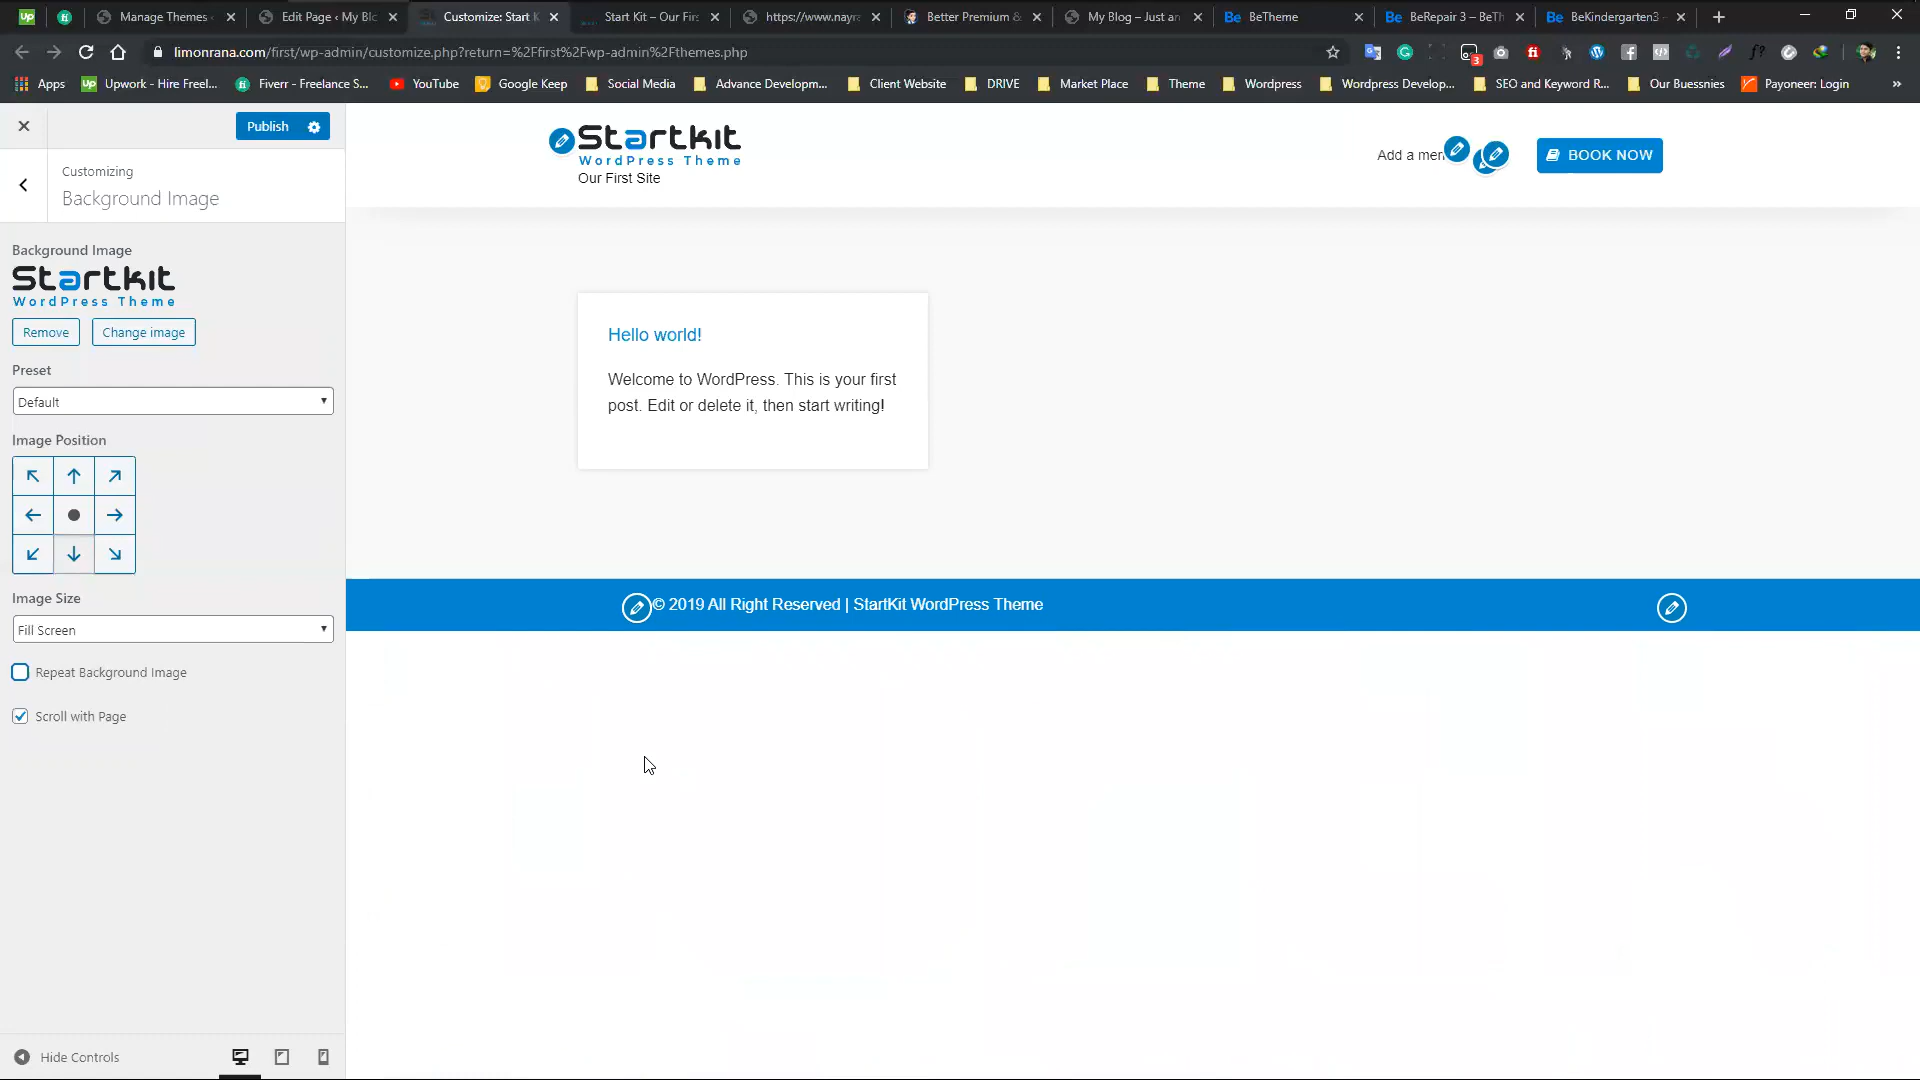 Manage Themes ‹
Edit Page ‹ My Blo
Customize: Start K
Start Kit – Our Firs
https://www.nayra
Better Premium &
My Blog – Just an
BeTheme
BeRepair 3 – BeTh
BeKindergarten3 –
limonrana.com/first/wp-admin/customize.php?return=%2Ffirst%2Fwp-admin%2Fthemes.php
Apps
Upwork - Hire Freel...
Fiverr - Freelance S...
YouTube
Google Keep
Social Media
Advance Developm...
Client Website
DRIVE
Market Place
Theme
Wordpress
Wordpress Develop...
SEO and Keyword R...
Our Buessnies
Payoneer: Login
»
Publish
Customizing
Background Image
Background Image
Startkit
WordPress Theme
Remove
Change image
Preset
Default
Image Position
Image Size
Fill Screen
Repeat Background Image
Scroll with Page
Hide Controls
Startkit
WordPress Theme
Our First Site
Add a men
BOOK NOW
Hello world!
Welcome to WordPress. This is your first
post. Edit or delete it, then start writing!
© 2019 All Right Reserved | StartKit WordPress Theme